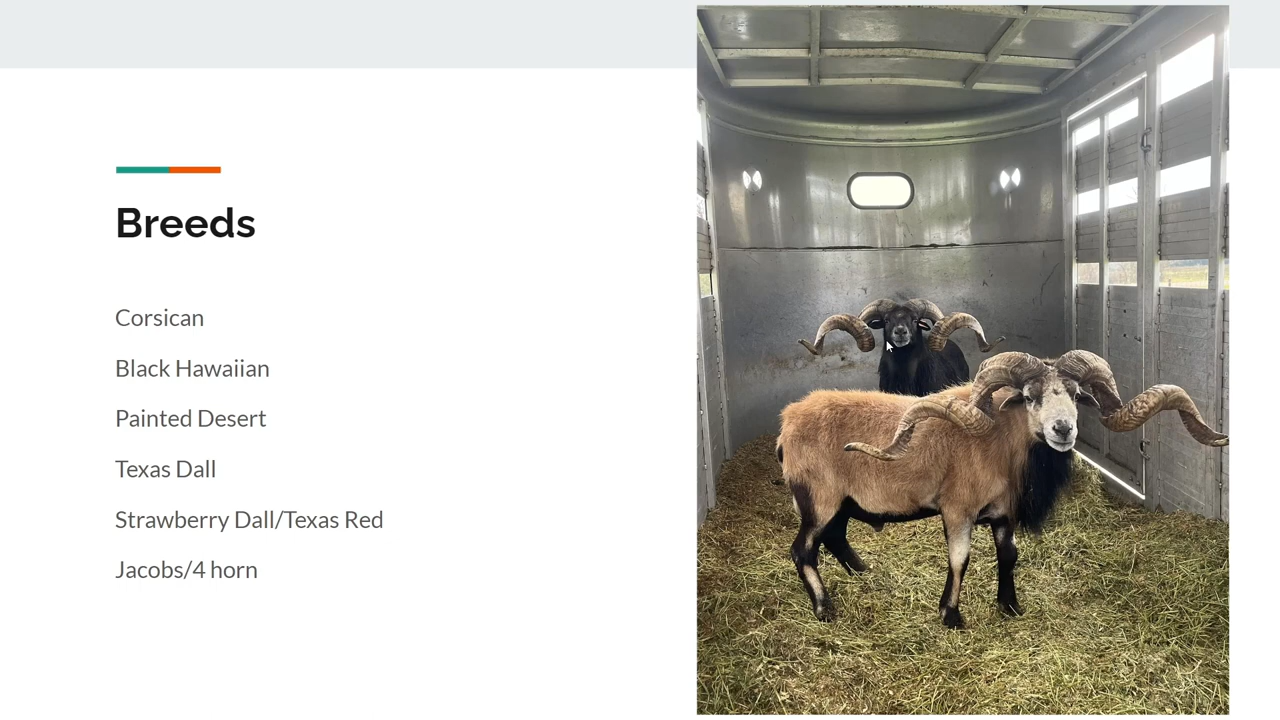 Breeds
Corsican
Black Hawaiian
Painted Desert
Texas Dall
Strawberry Dall/Texas Red
Jacobs/4 horn